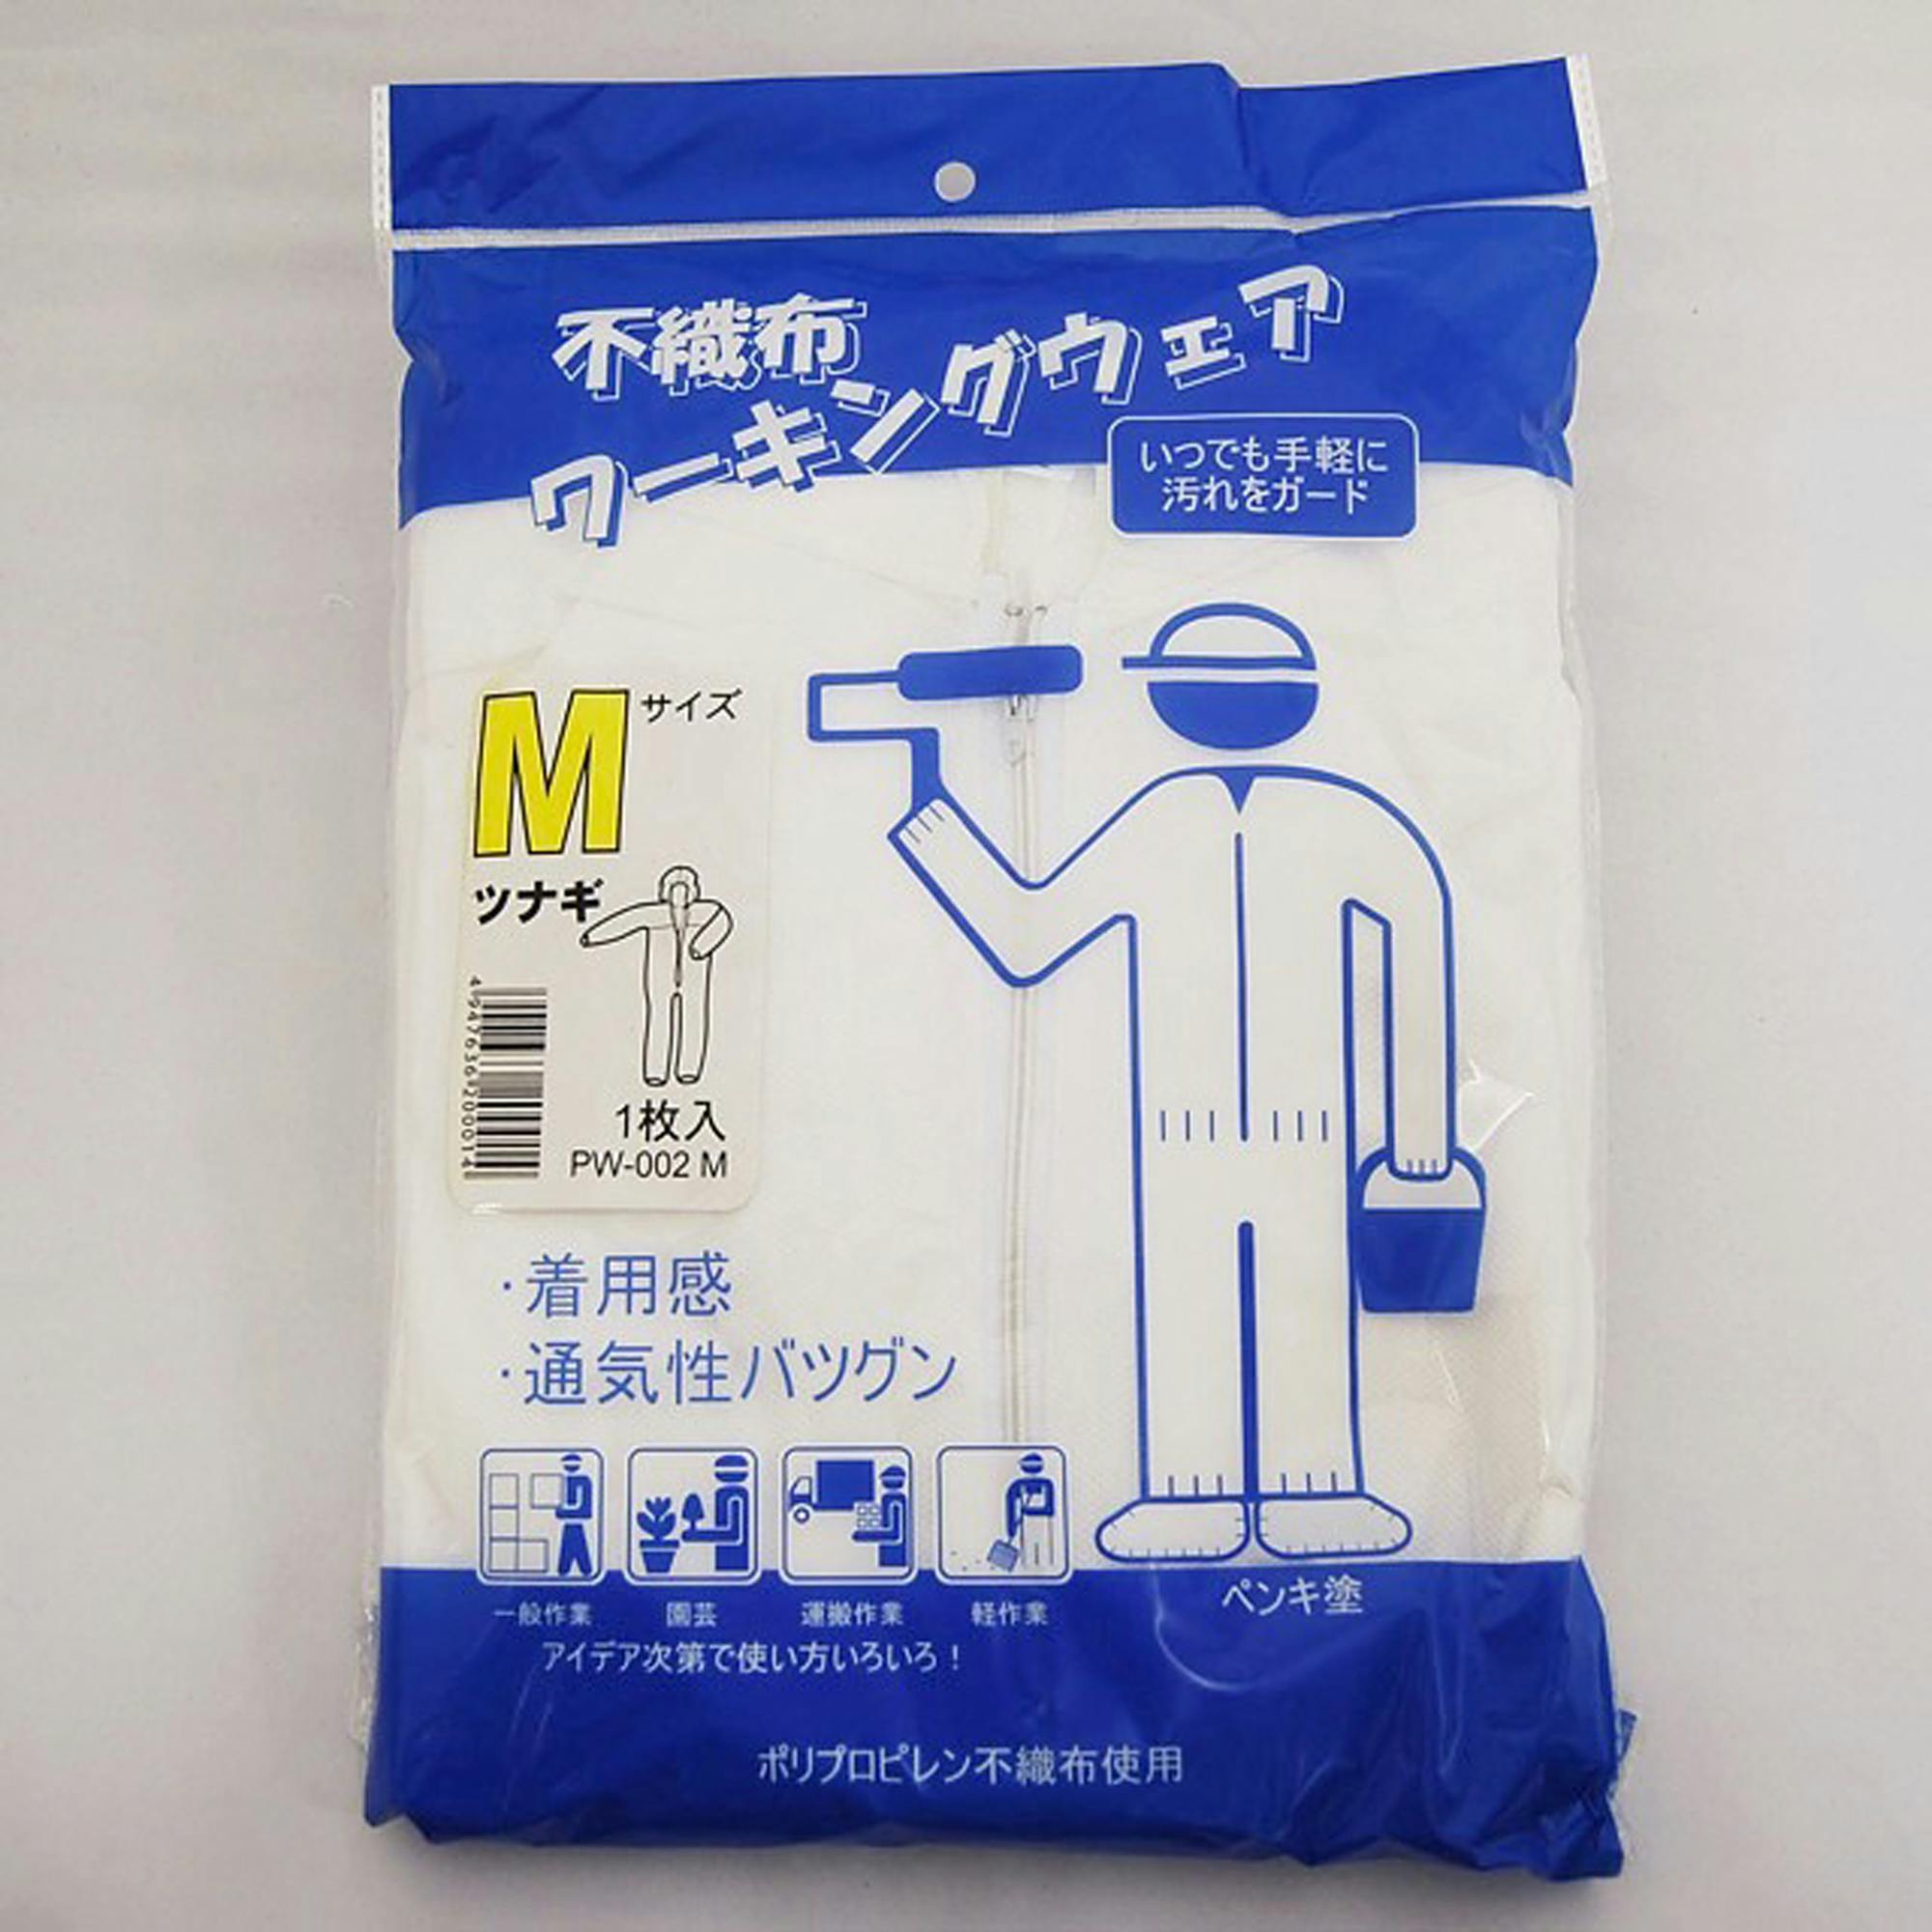 不織布
ワーキングウェア
いつでも手軽に
汚れをガード
M サイズ
ツナギ
4947636200014
1枚入
PW-002 M
・着用感
・通気性バツグン
一般作業 園芸 運搬作業 軽作業
ペンキ塗
アイデア次第で使い方いろいろ！
ポリプロピレン不織布使用